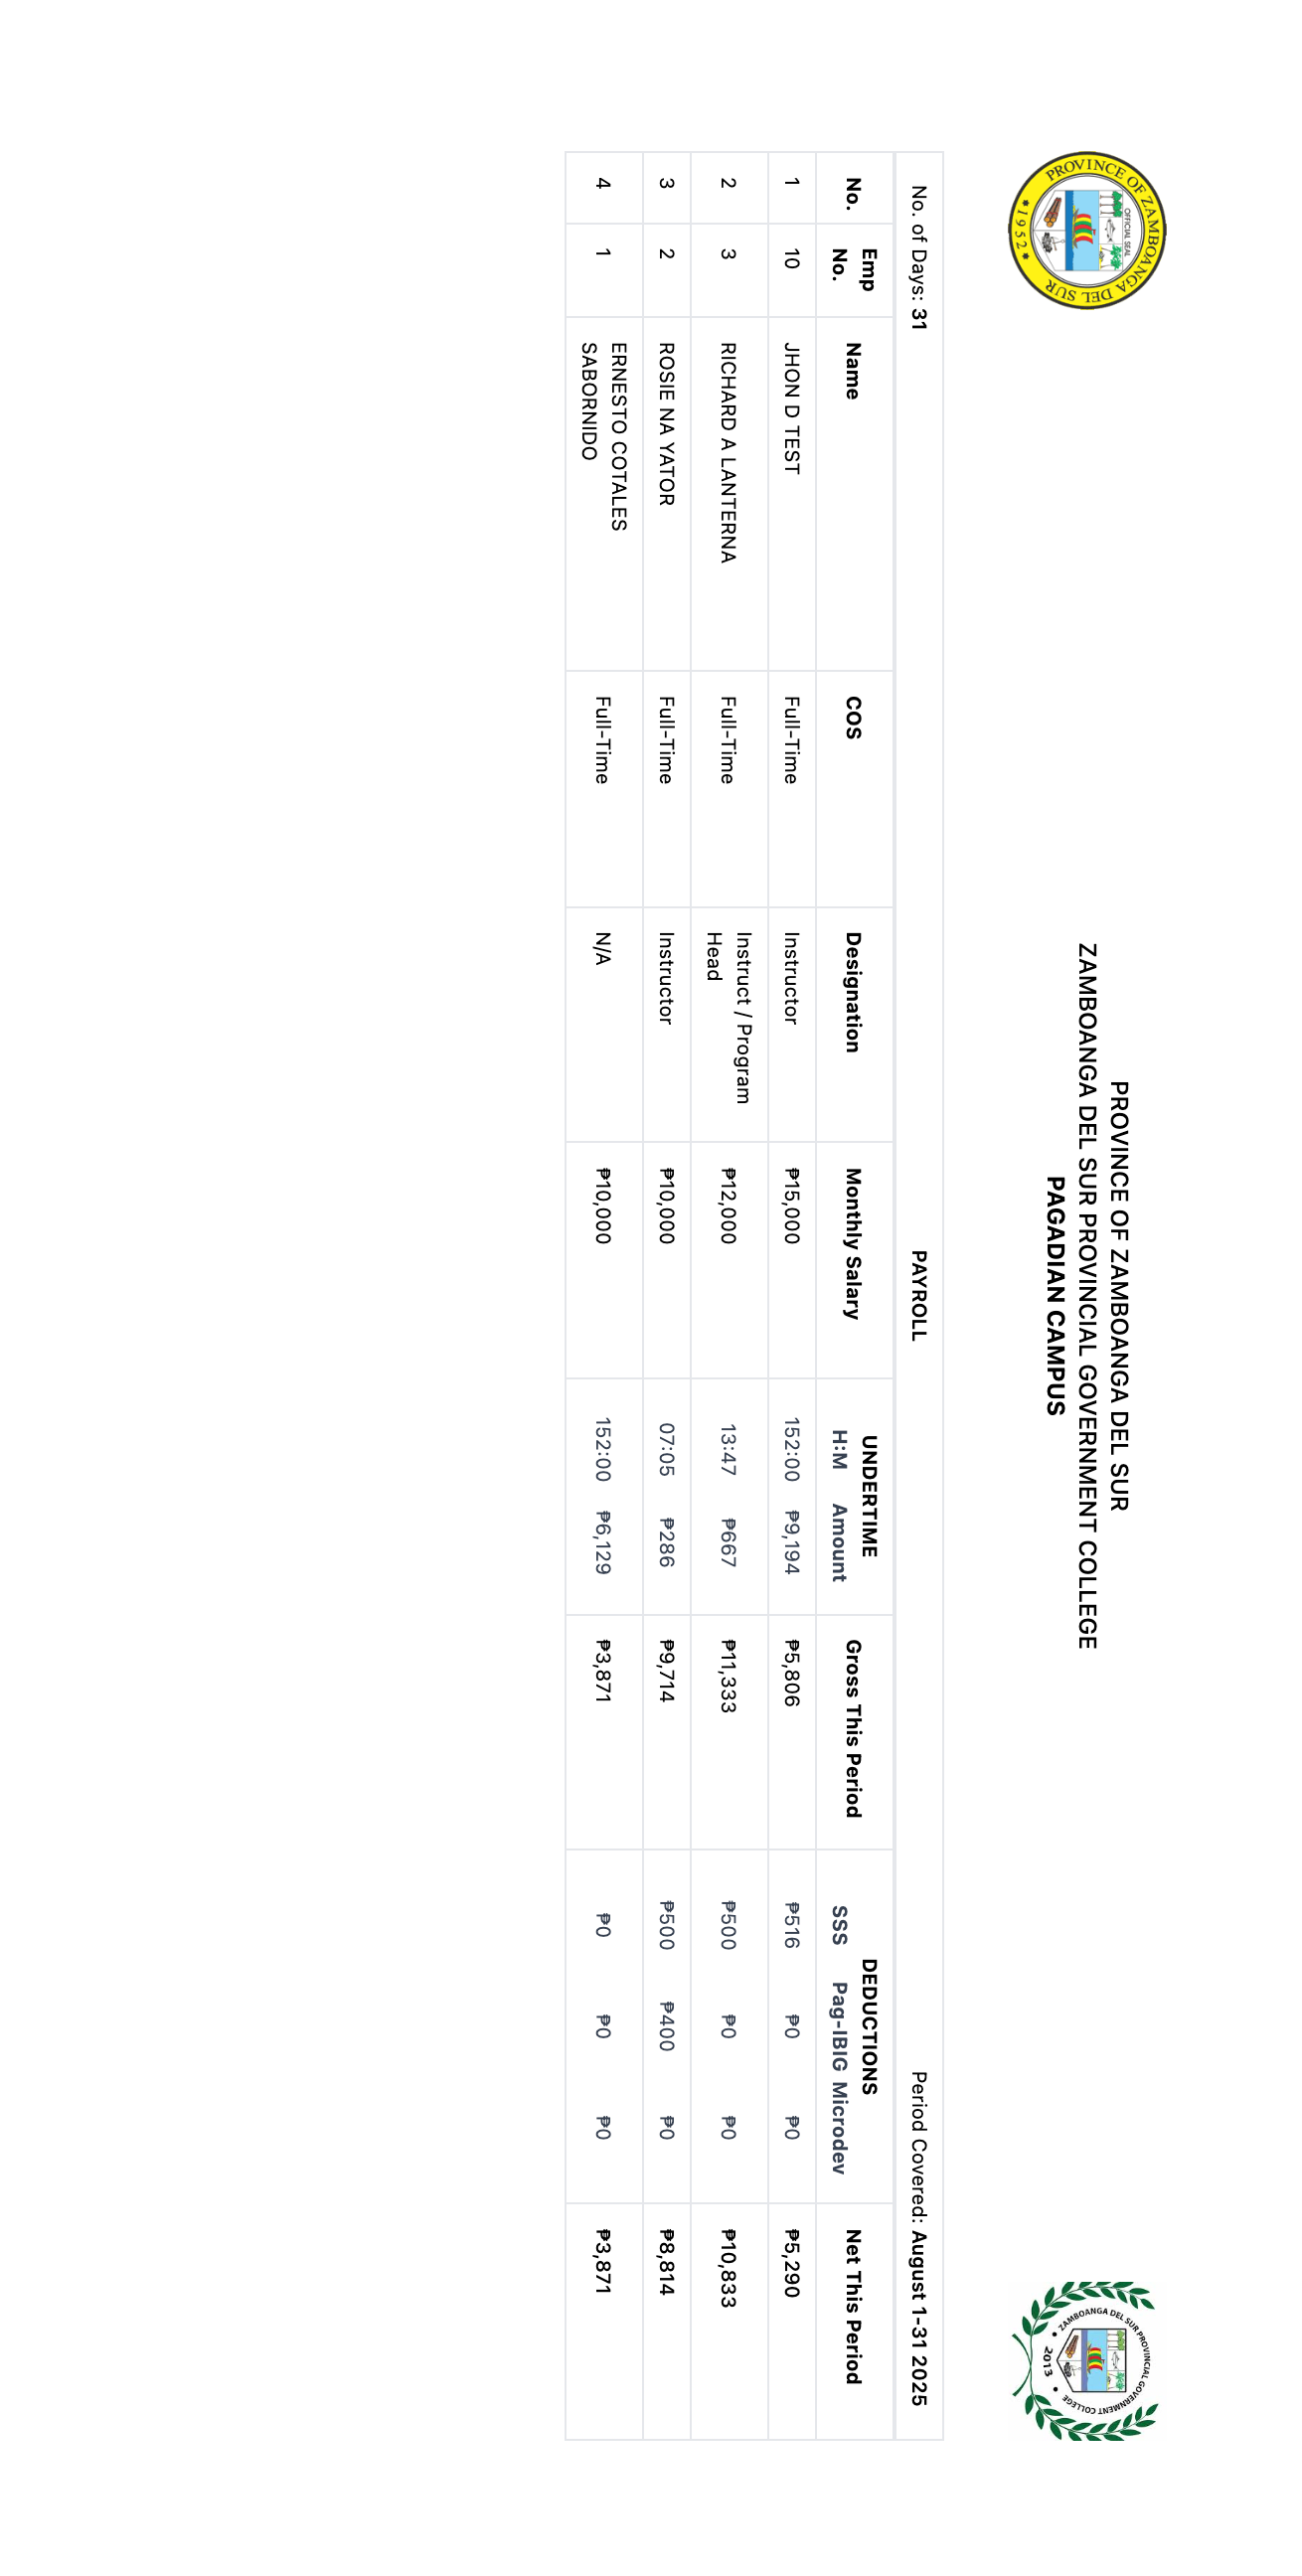 PROVINCE OF ZAMBOANGA DEL SUR
OFFICIAL SEAL
★ 1952 ★
PROVINCE OF ZAMBOANGA DEL SUR
ZAMBOANGA DEL SUR PROVINCIAL GOVERNMENT COLLEGE
PAGADIAN CAMPUS
ZAMBOANGA DEL SUR PROVINCIAL GOVERNMENT COLLEGE
2013
No. of Days: 31 PAYROLL Period Covered: August 1-31 2025
No. Emp No. Name COS Designation Monthly Salary UNDERTIME H:M Amount Gross This Period DEDUCTIONS SSS Pag-IBIG Microdev Net This Period
1 10 JHON D TEST Full-Time Instructor ₱15,000 152:00 ₱9,194 ₱5,806 ₱516 ₱0 ₱0 ₱5,290
2 3 RICHARD A LANTERNA Full-Time Instruct / Program Head ₱12,000 13:47 ₱667 ₱11,333 ₱500 ₱0 ₱0 ₱10,833
3 2 ROSIE NA YATOR Full-Time Instructor ₱10,000 07:05 ₱286 ₱9,714 ₱500 ₱400 ₱0 ₱8,814
4 1 ERNESTO COTALES SABORNIDO Full-Time N/A ₱10,000 152:00 ₱6,129 ₱3,871 ₱0 ₱0 ₱0 ₱3,871